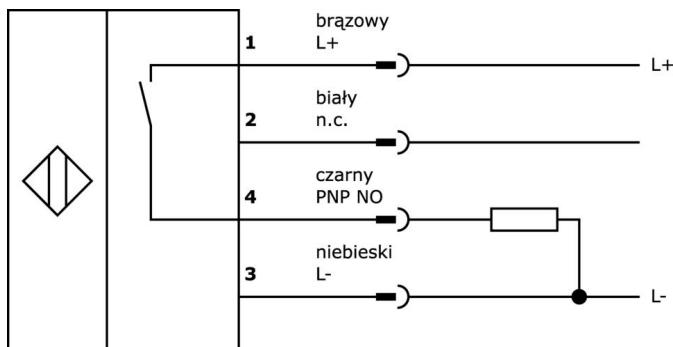 brązowy
1 L+
L+
biały
2 n.c.
czarny
4 PNP NO
niebieski
3 L-
L-